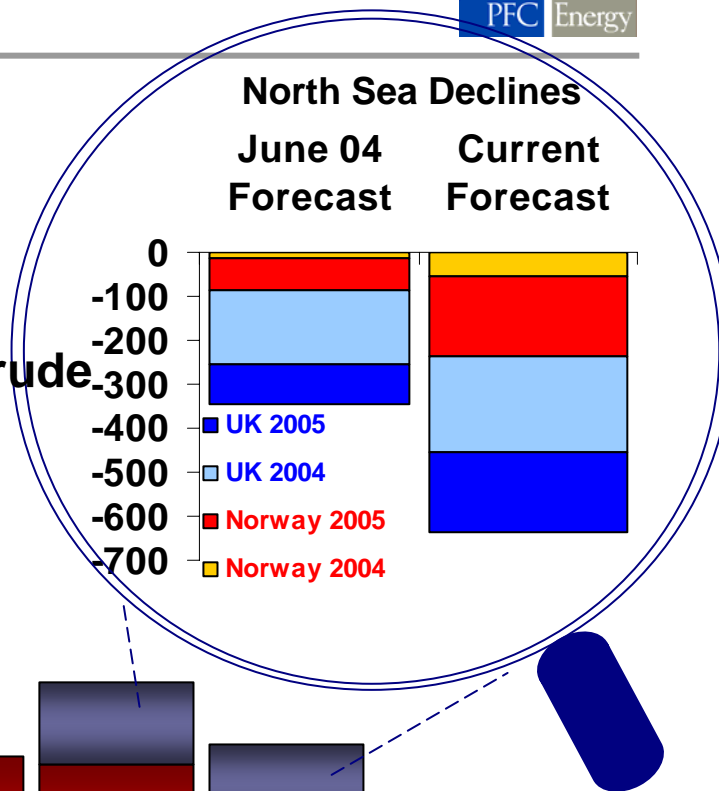 PFC Energy
North Sea Declines
June 04 Current
Forecast Forecast
0
-100
-200
rude
-300
-400
-500
-600
-700
UK 2005
UK 2004
Norway 2005
Norway 2004